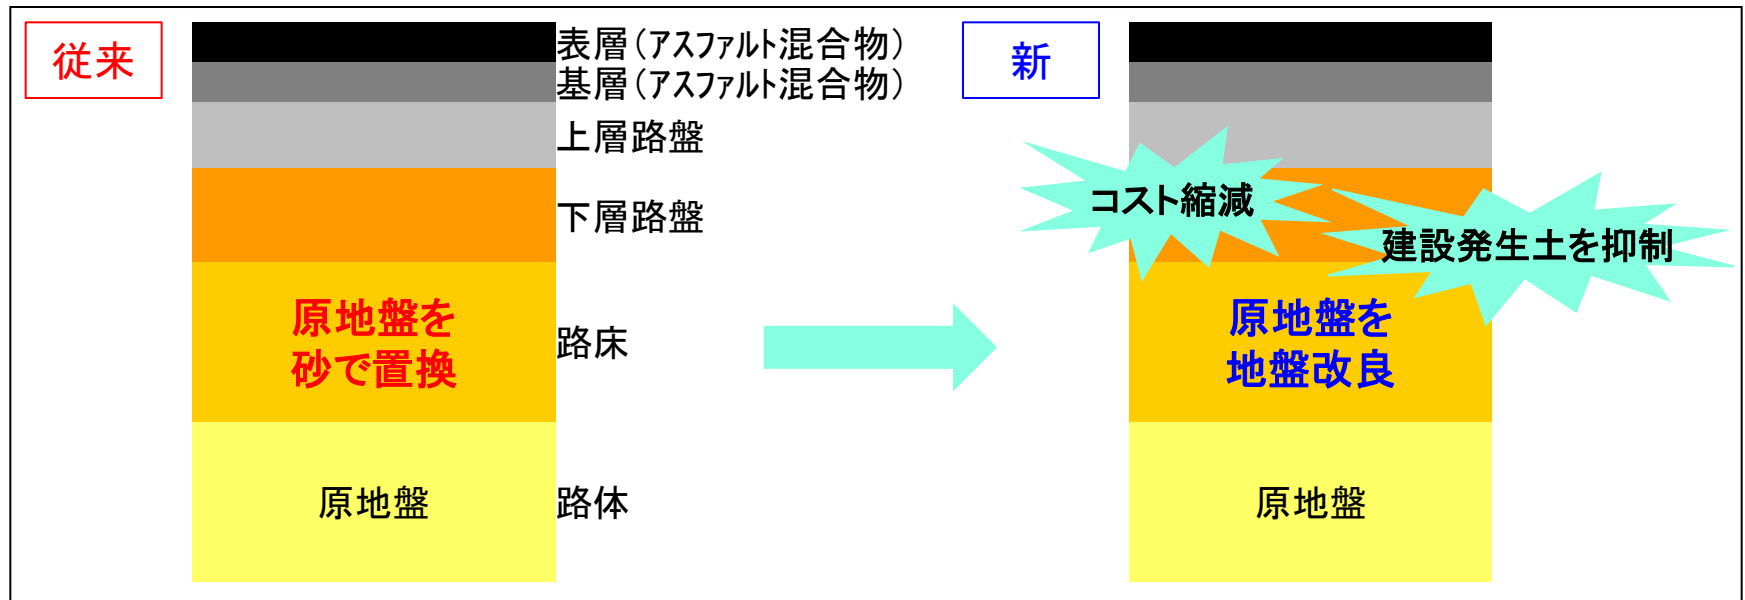 従来
表層(アスファルト混合物)
基層(アスファルト混合物)
上層路盤
下層路盤
原地盤を
砂で置換
路床
原地盤
路体
新
コスト縮減
建設発生土を抑制
原地盤を
地盤改良
原地盤